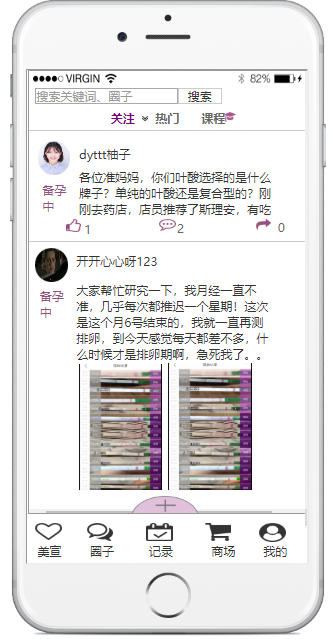 VIRGIN 82%
搜索关键词、圈子 搜索
关注 热门 课程
dyttt柚子
各位准妈妈，你们叶酸选择的是什么
牌子？单纯的叶酸还是复合型的？刚
刚去药店，店员推荐了斯理安，有吃
备孕
中
1 2 0
开开心心呀123
大家帮忙研究一下，我月经一直不
准，几乎每次都推迟一个星期！这次
是这个月6号结束的，我就一直再测
排卵，到今天感觉每天都差不多，什
么时候才是排卵期啊，急死我了。。
备孕
中
美宣 圈子 记录 商场 我的